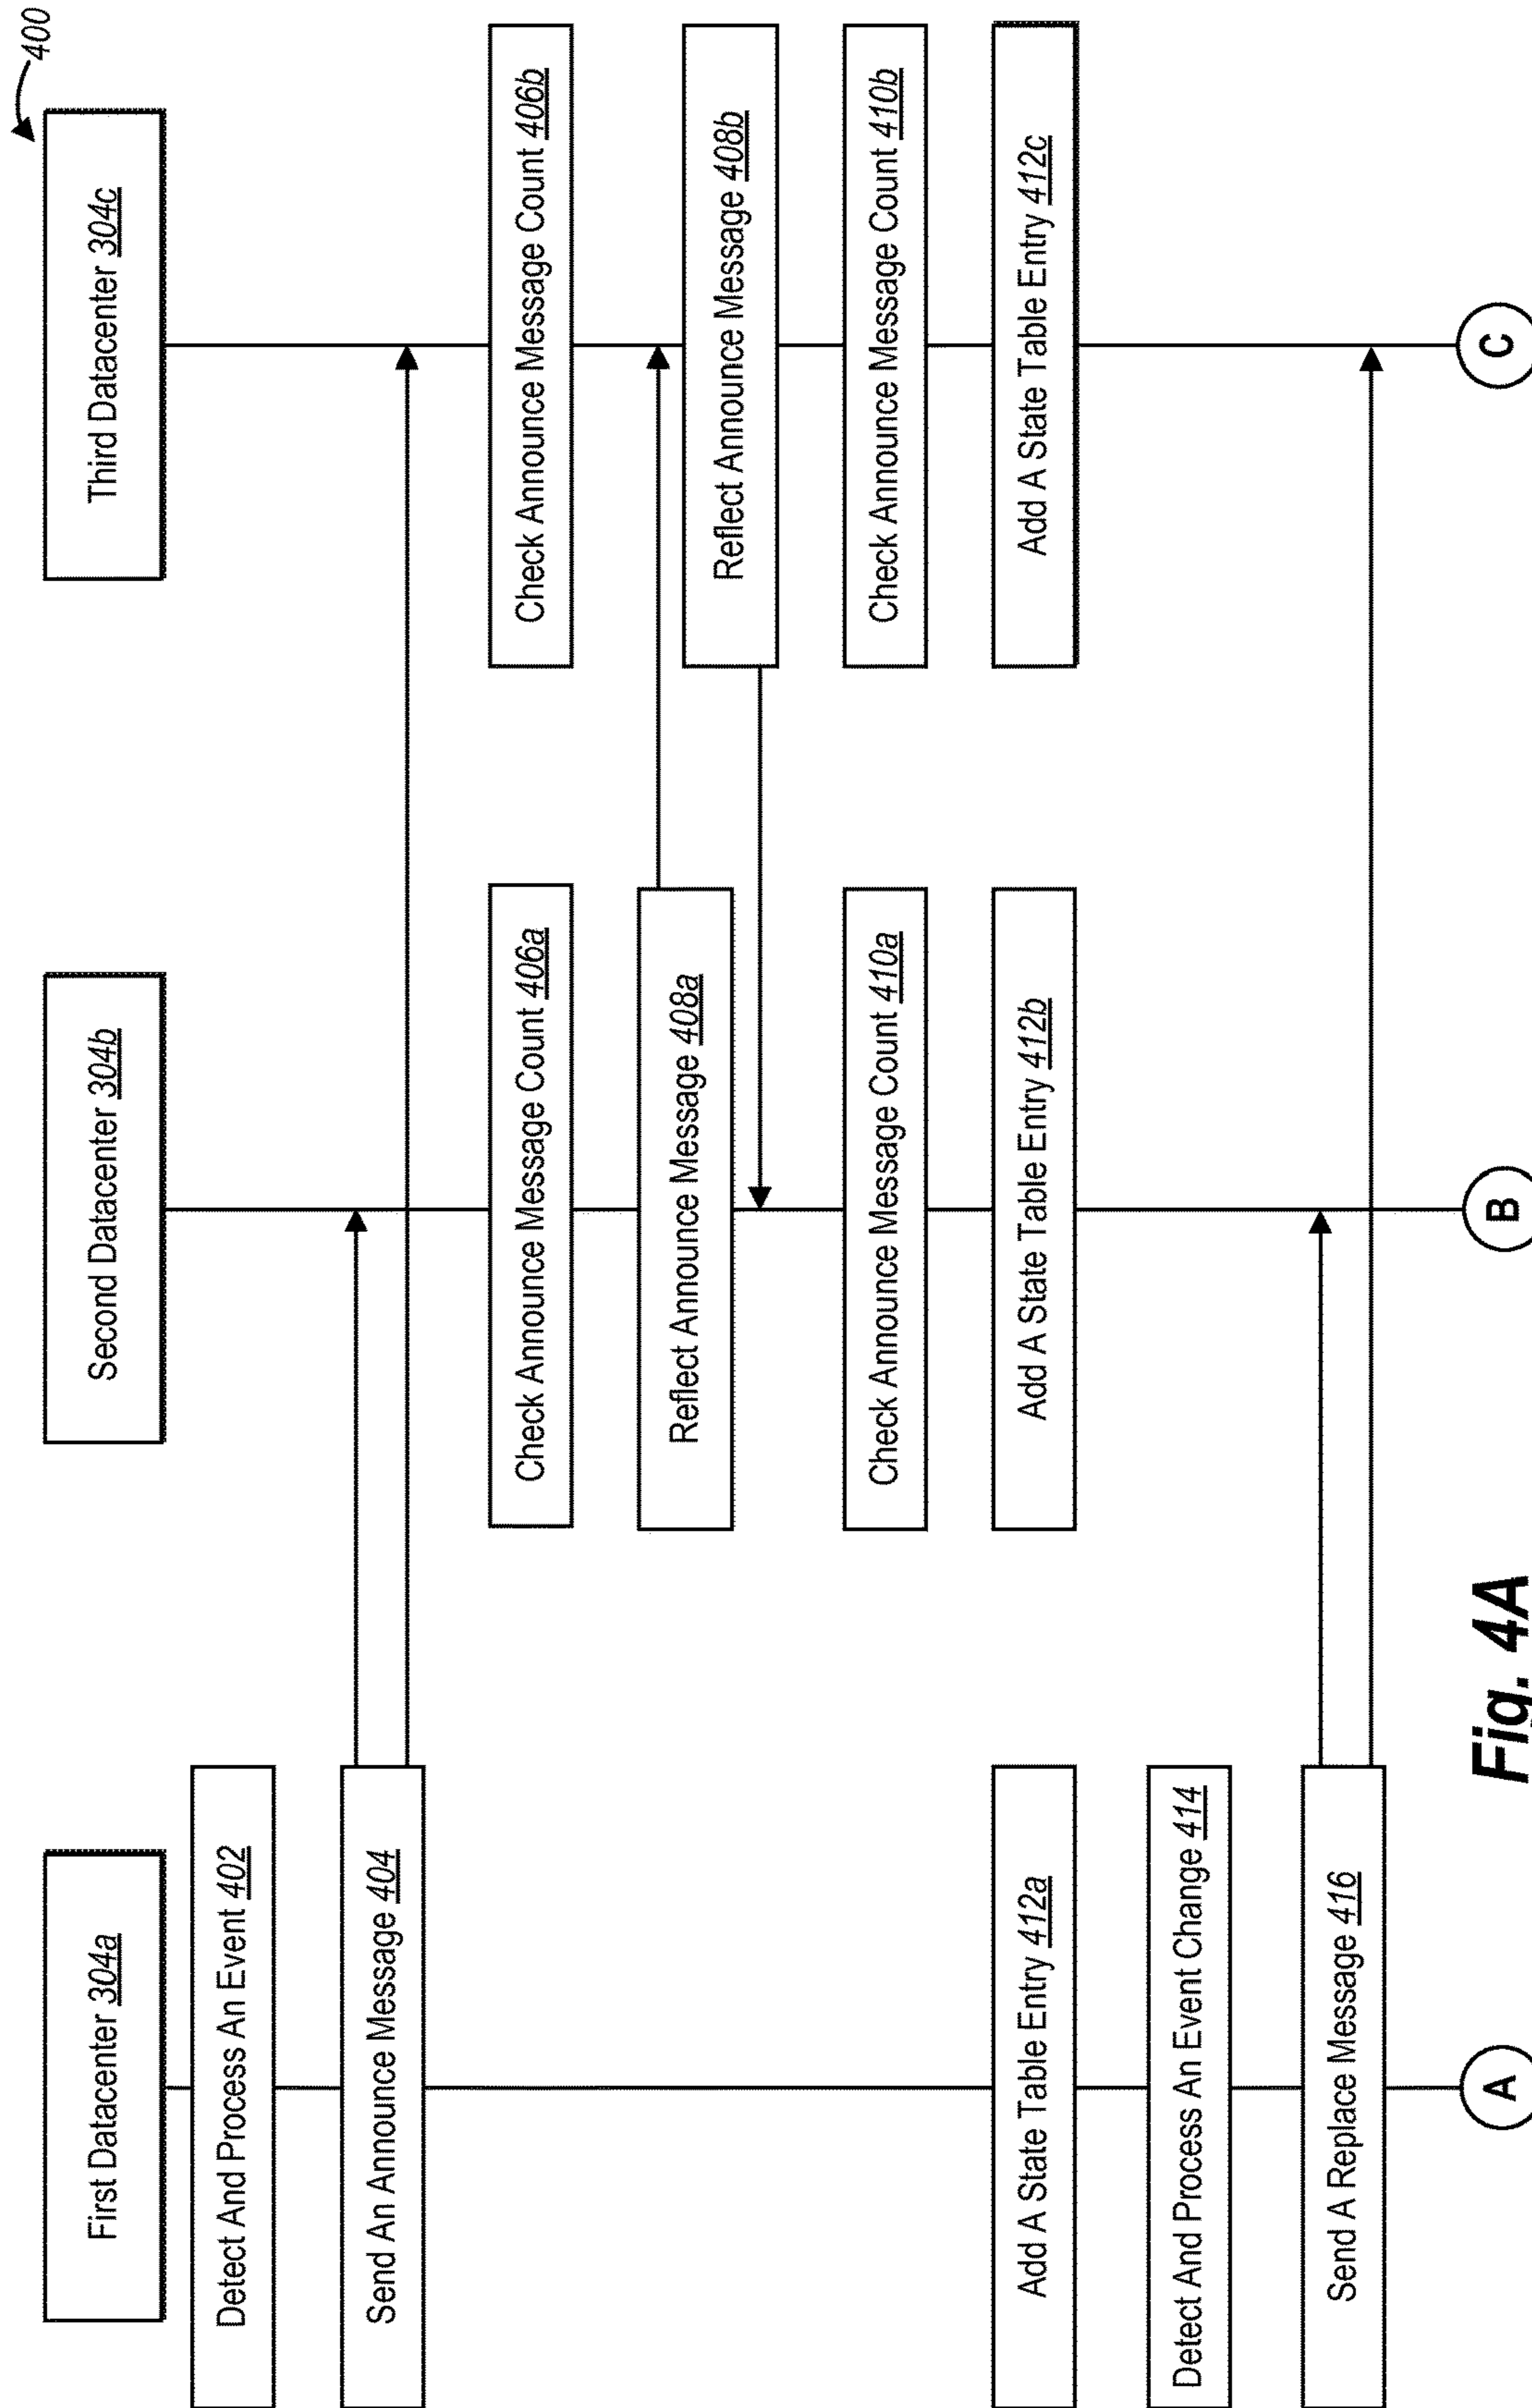 400
First Datacenter 304a
Second Datacenter 304b
Third Datacenter 304c
Detect And Process An Event 402
Send An Announce Message 404
Check Announce Message Count 406a
Check Announce Message Count 406b
Reflect Announce Message 408a
Reflect Announce Message 408b
Check Announce Message Count 410a
Check Announce Message Count 410b
Add A State Table Entry 412a
Add A State Table Entry 412b
Add A State Table Entry 412c
Detect And Process An Event Change 414
Send A Replace Message 416
A
B
C
Fig. 4A